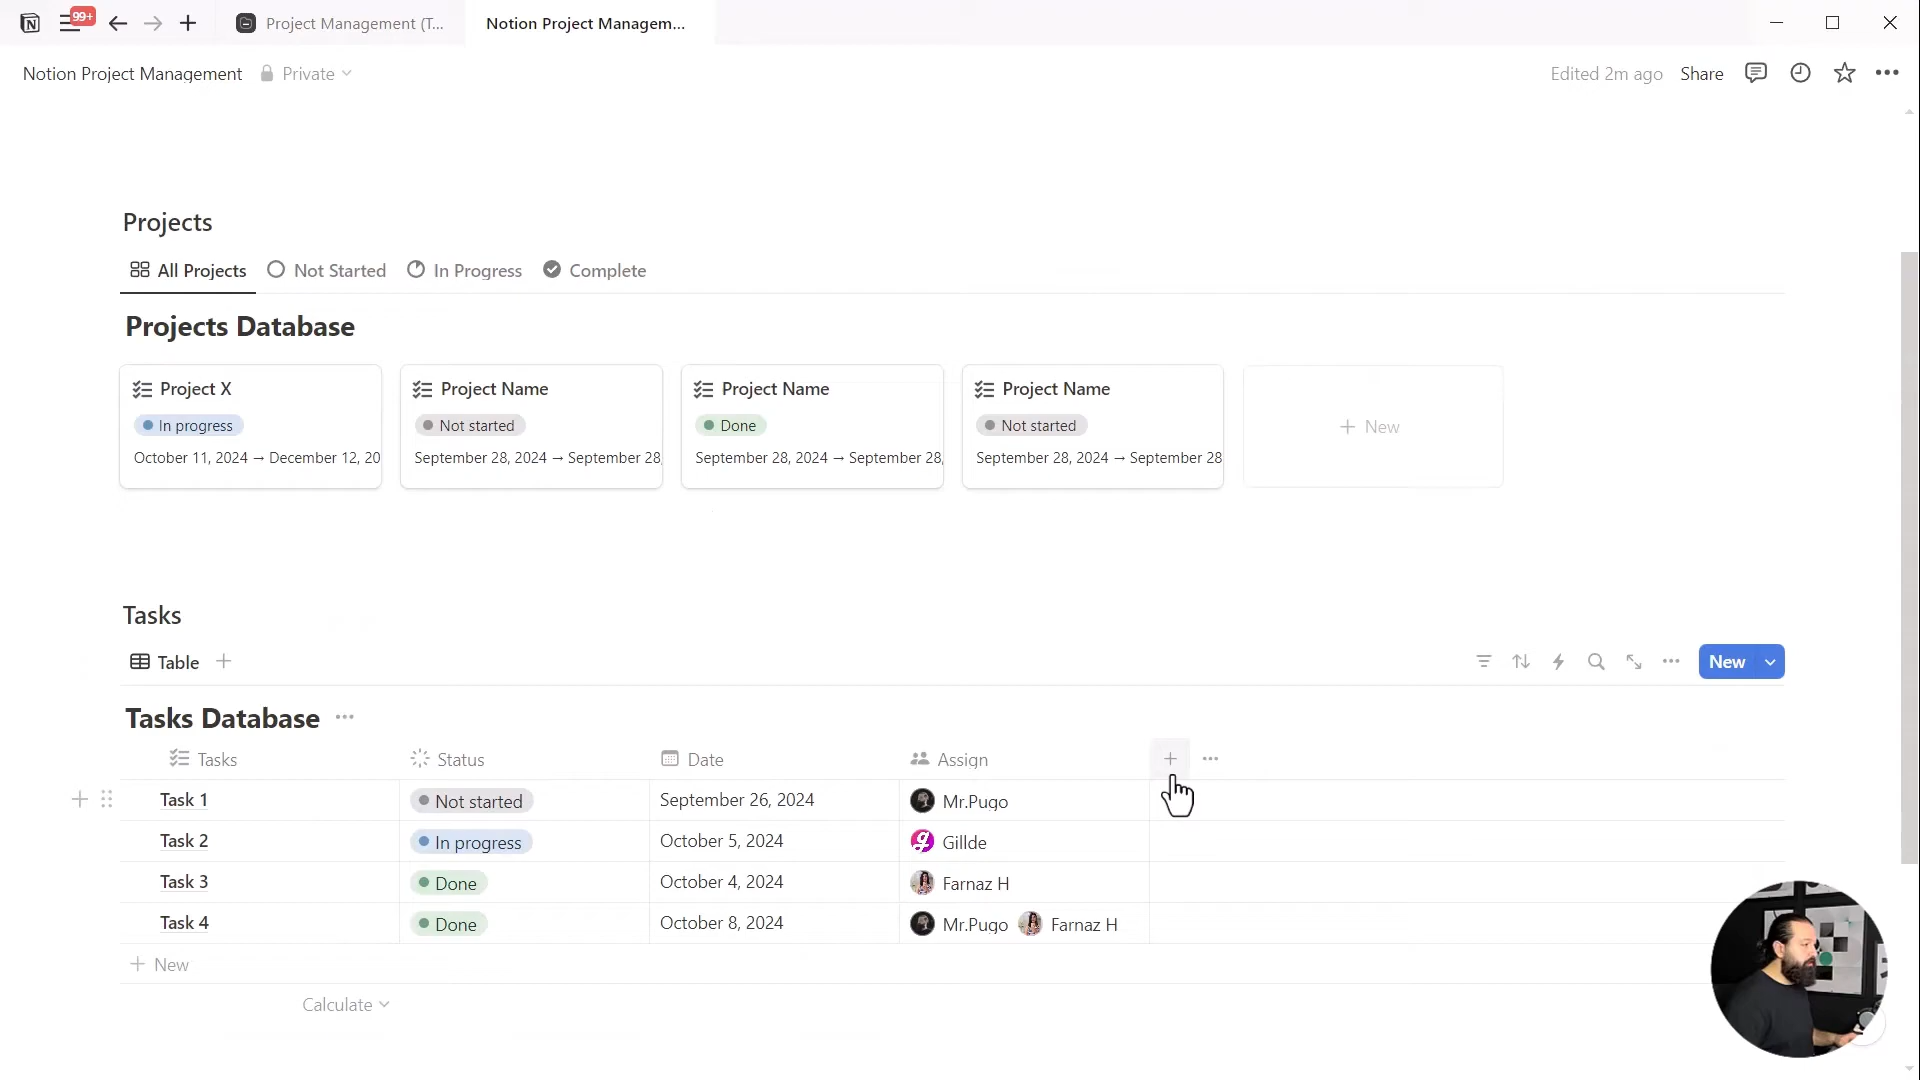 99+
Project Management (T...
Notion Project Managem...
Notion Project Management
Private
Edited 2m ago
Share
Projects
All Projects
Not Started
In Progress
Complete
Projects Database
Project X
In progress
October 11, 2024 → December 12, 20
Project Name
Not started
September 28, 2024 → September 28,
Project Name
Done
September 28, 2024 → September 28,
Project Name
Not started
September 28, 2024 → September 28
+ New
Tasks
Table +
New
Tasks Database ...
Tasks Status Date Assign + ...
Task 1 Not started September 26, 2024 Mr.Pugo
Task 2 In progress October 5, 2024 Gillde
Task 3 Done October 4, 2024 Farnaz H
Task 4 Done October 8, 2024 Mr.Pugo Farnaz H
+ New
Calculate